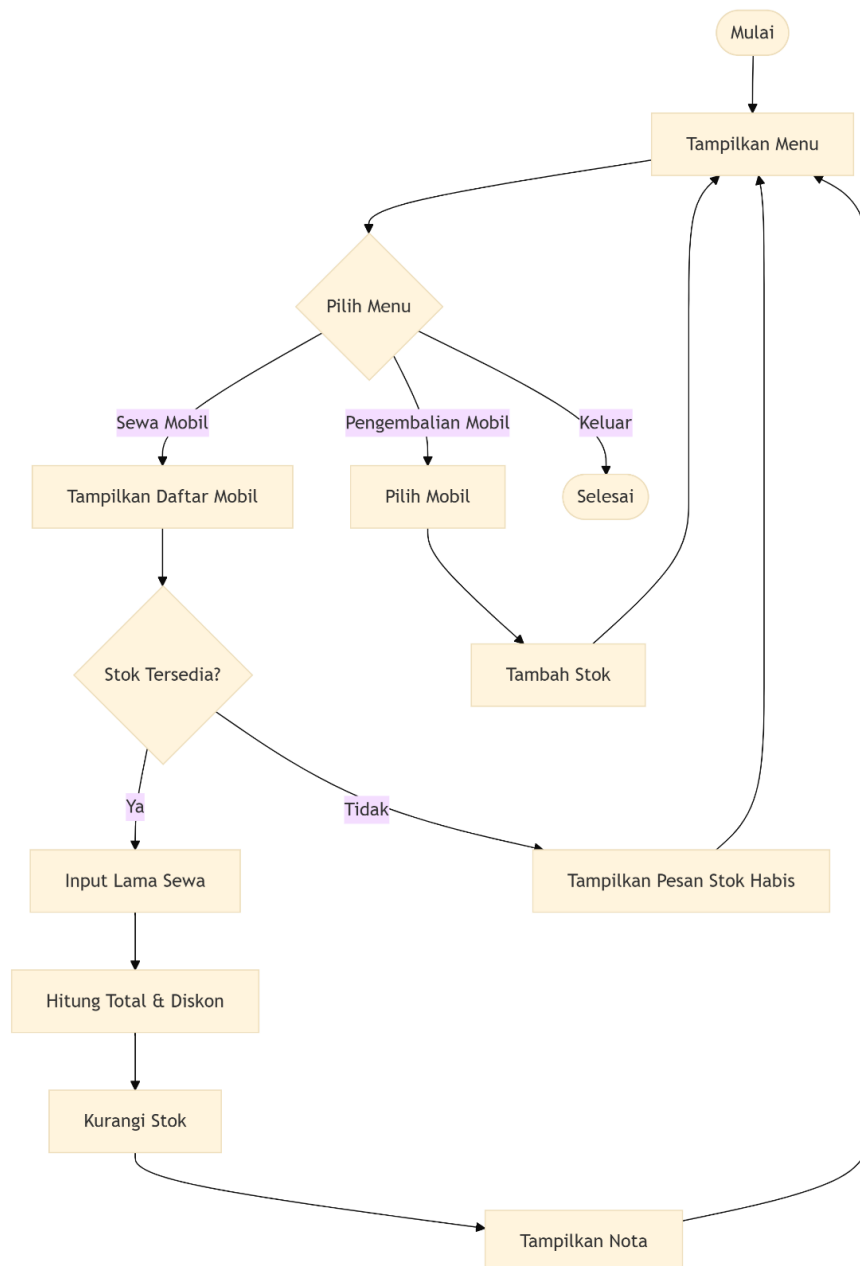 Mulai
Tampilkan Menu
Pilih Menu
Sewa Mobil
Pengembalian Mobil
Keluar
Tampilkan Daftar Mobil
Pilih Mobil
Selesai
Stok Tersedia?
Tambah Stok
Ya
Tidak
Input Lama Sewa
Tampilkan Pesan Stok Habis
Hitung Total & Diskon
Kurangi Stok
Tampilkan Nota